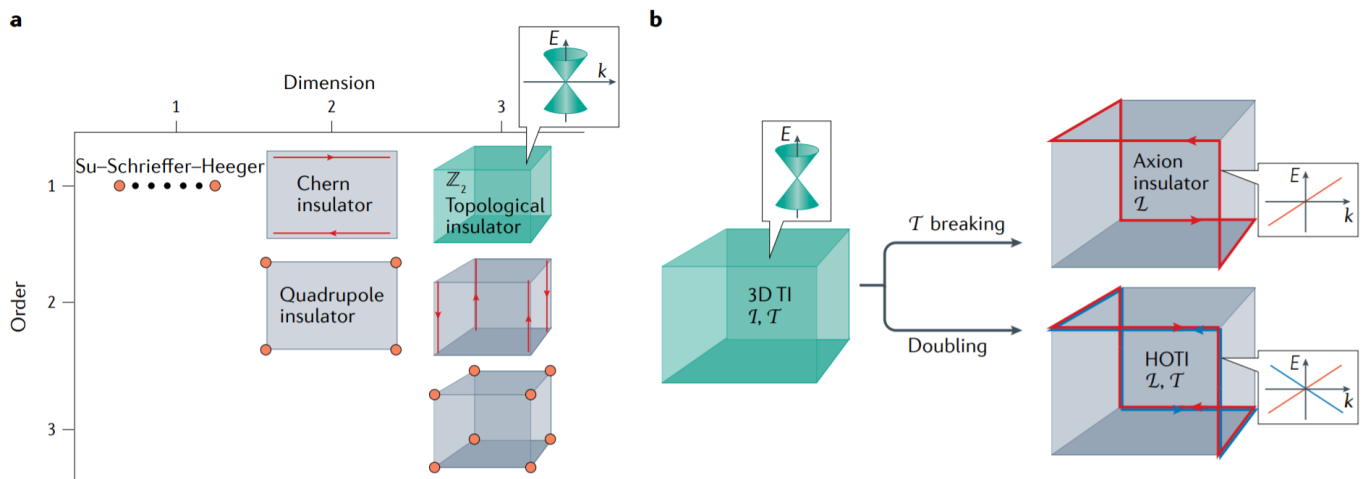 a
Dimension
1
2
3
E
k
Order
1
2
3
Su–Schrieffer–Heeger
Chern
insulator
ℤ₂
Topological
insulator
Quadrupole
insulator
b
E
3D TI
𝐼, 𝒯
𝒯 breaking
Doubling
Axion
insulator
ℒ
E
k
HOTI
ℒ, 𝒯
E
k